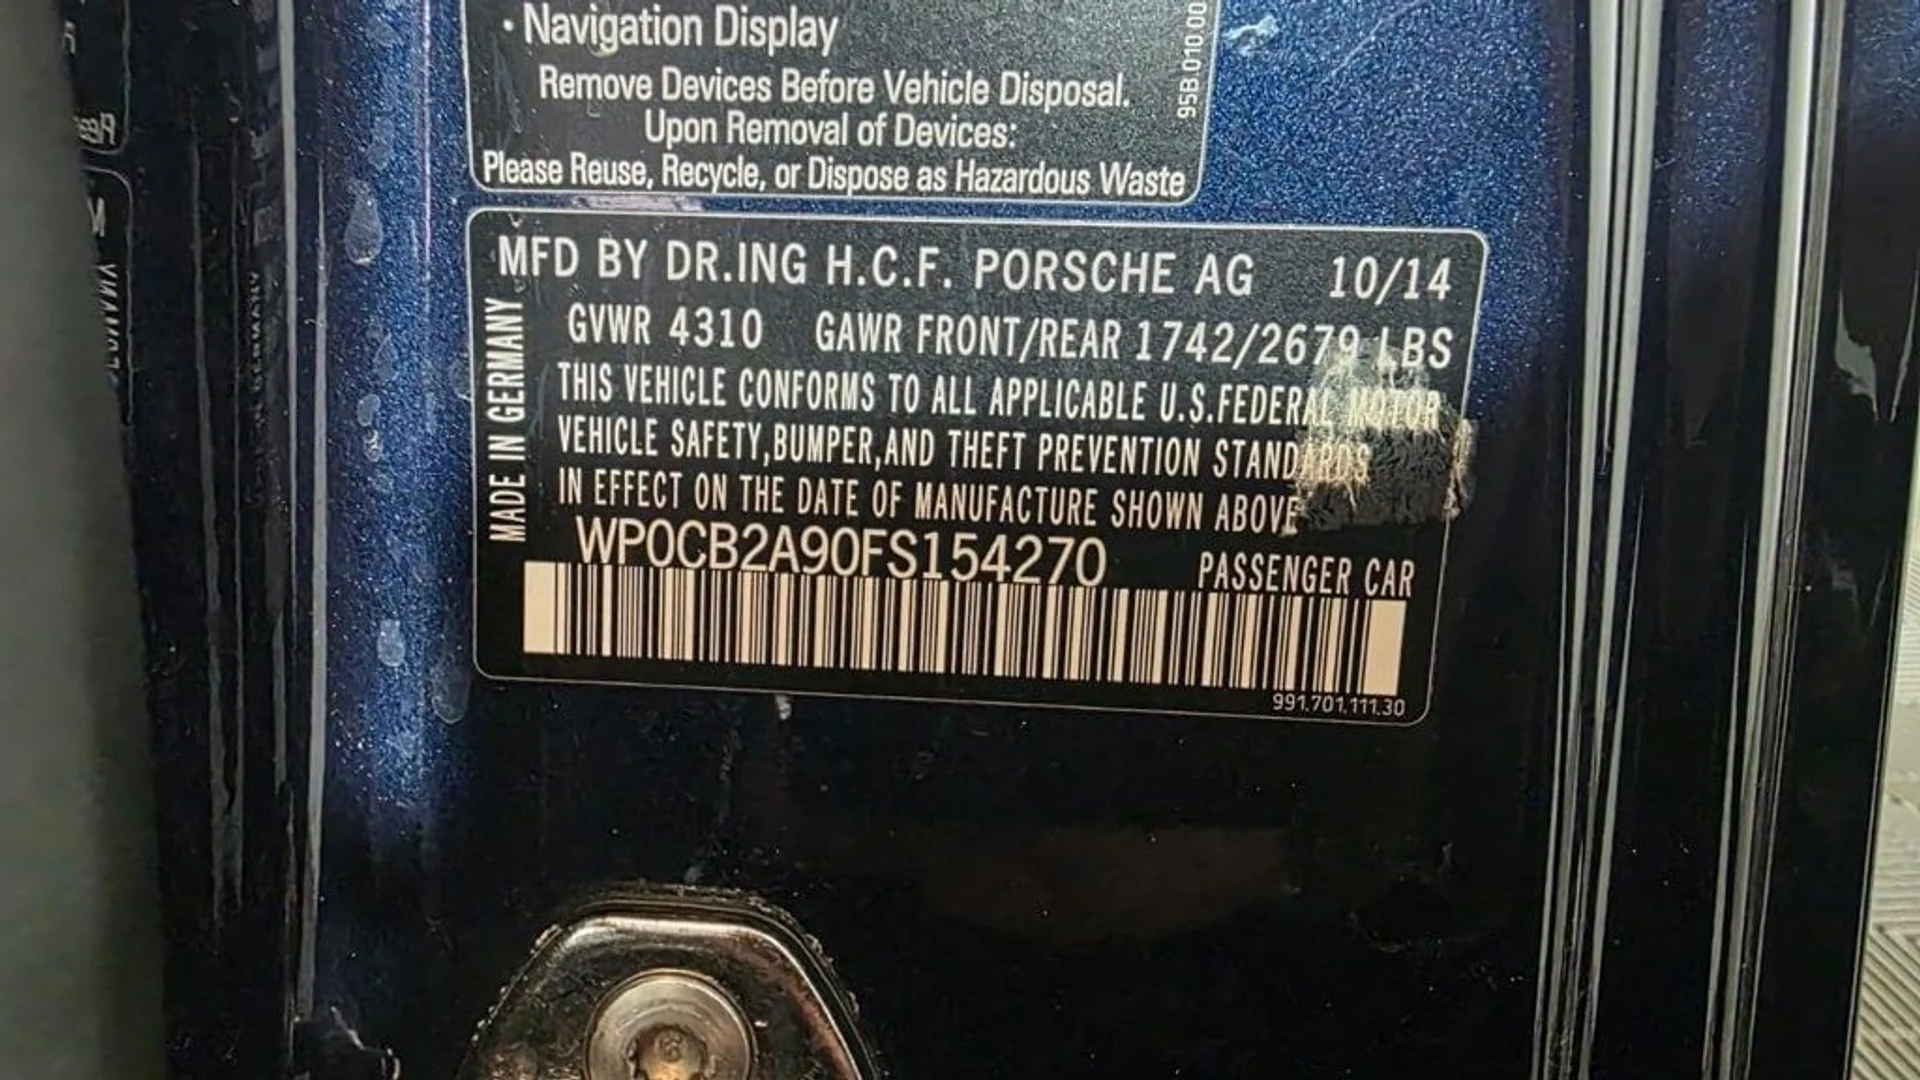 • Navigation Display
Remove Devices Before Vehicle Disposal.
Upon Removal of Devices:
Please Reuse, Recycle, or Dispose as Hazardous Waste
95B.010.00
MFD BY DR.ING H.C.F. PORSCHE AG 10/14
GVWR 4310 GAWR FRONT/REAR 1742/2679 LBS
THIS VEHICLE CONFORMS TO ALL APPLICABLE U.S.FEDERAL MOTOR
VEHICLE SAFETY,BUMPER,AND THEFT PREVENTION STANDARDS
IN EFFECT ON THE DATE OF MANUFACTURE SHOWN ABOVE
MADE IN GERMANY
WP0CB2A90FS154270 PASSENGER CAR
991.701.111.30